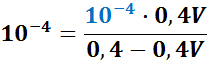 10⁻⁴ = (10⁻⁴ · 0,4V) / (0,4 − 0,4V)